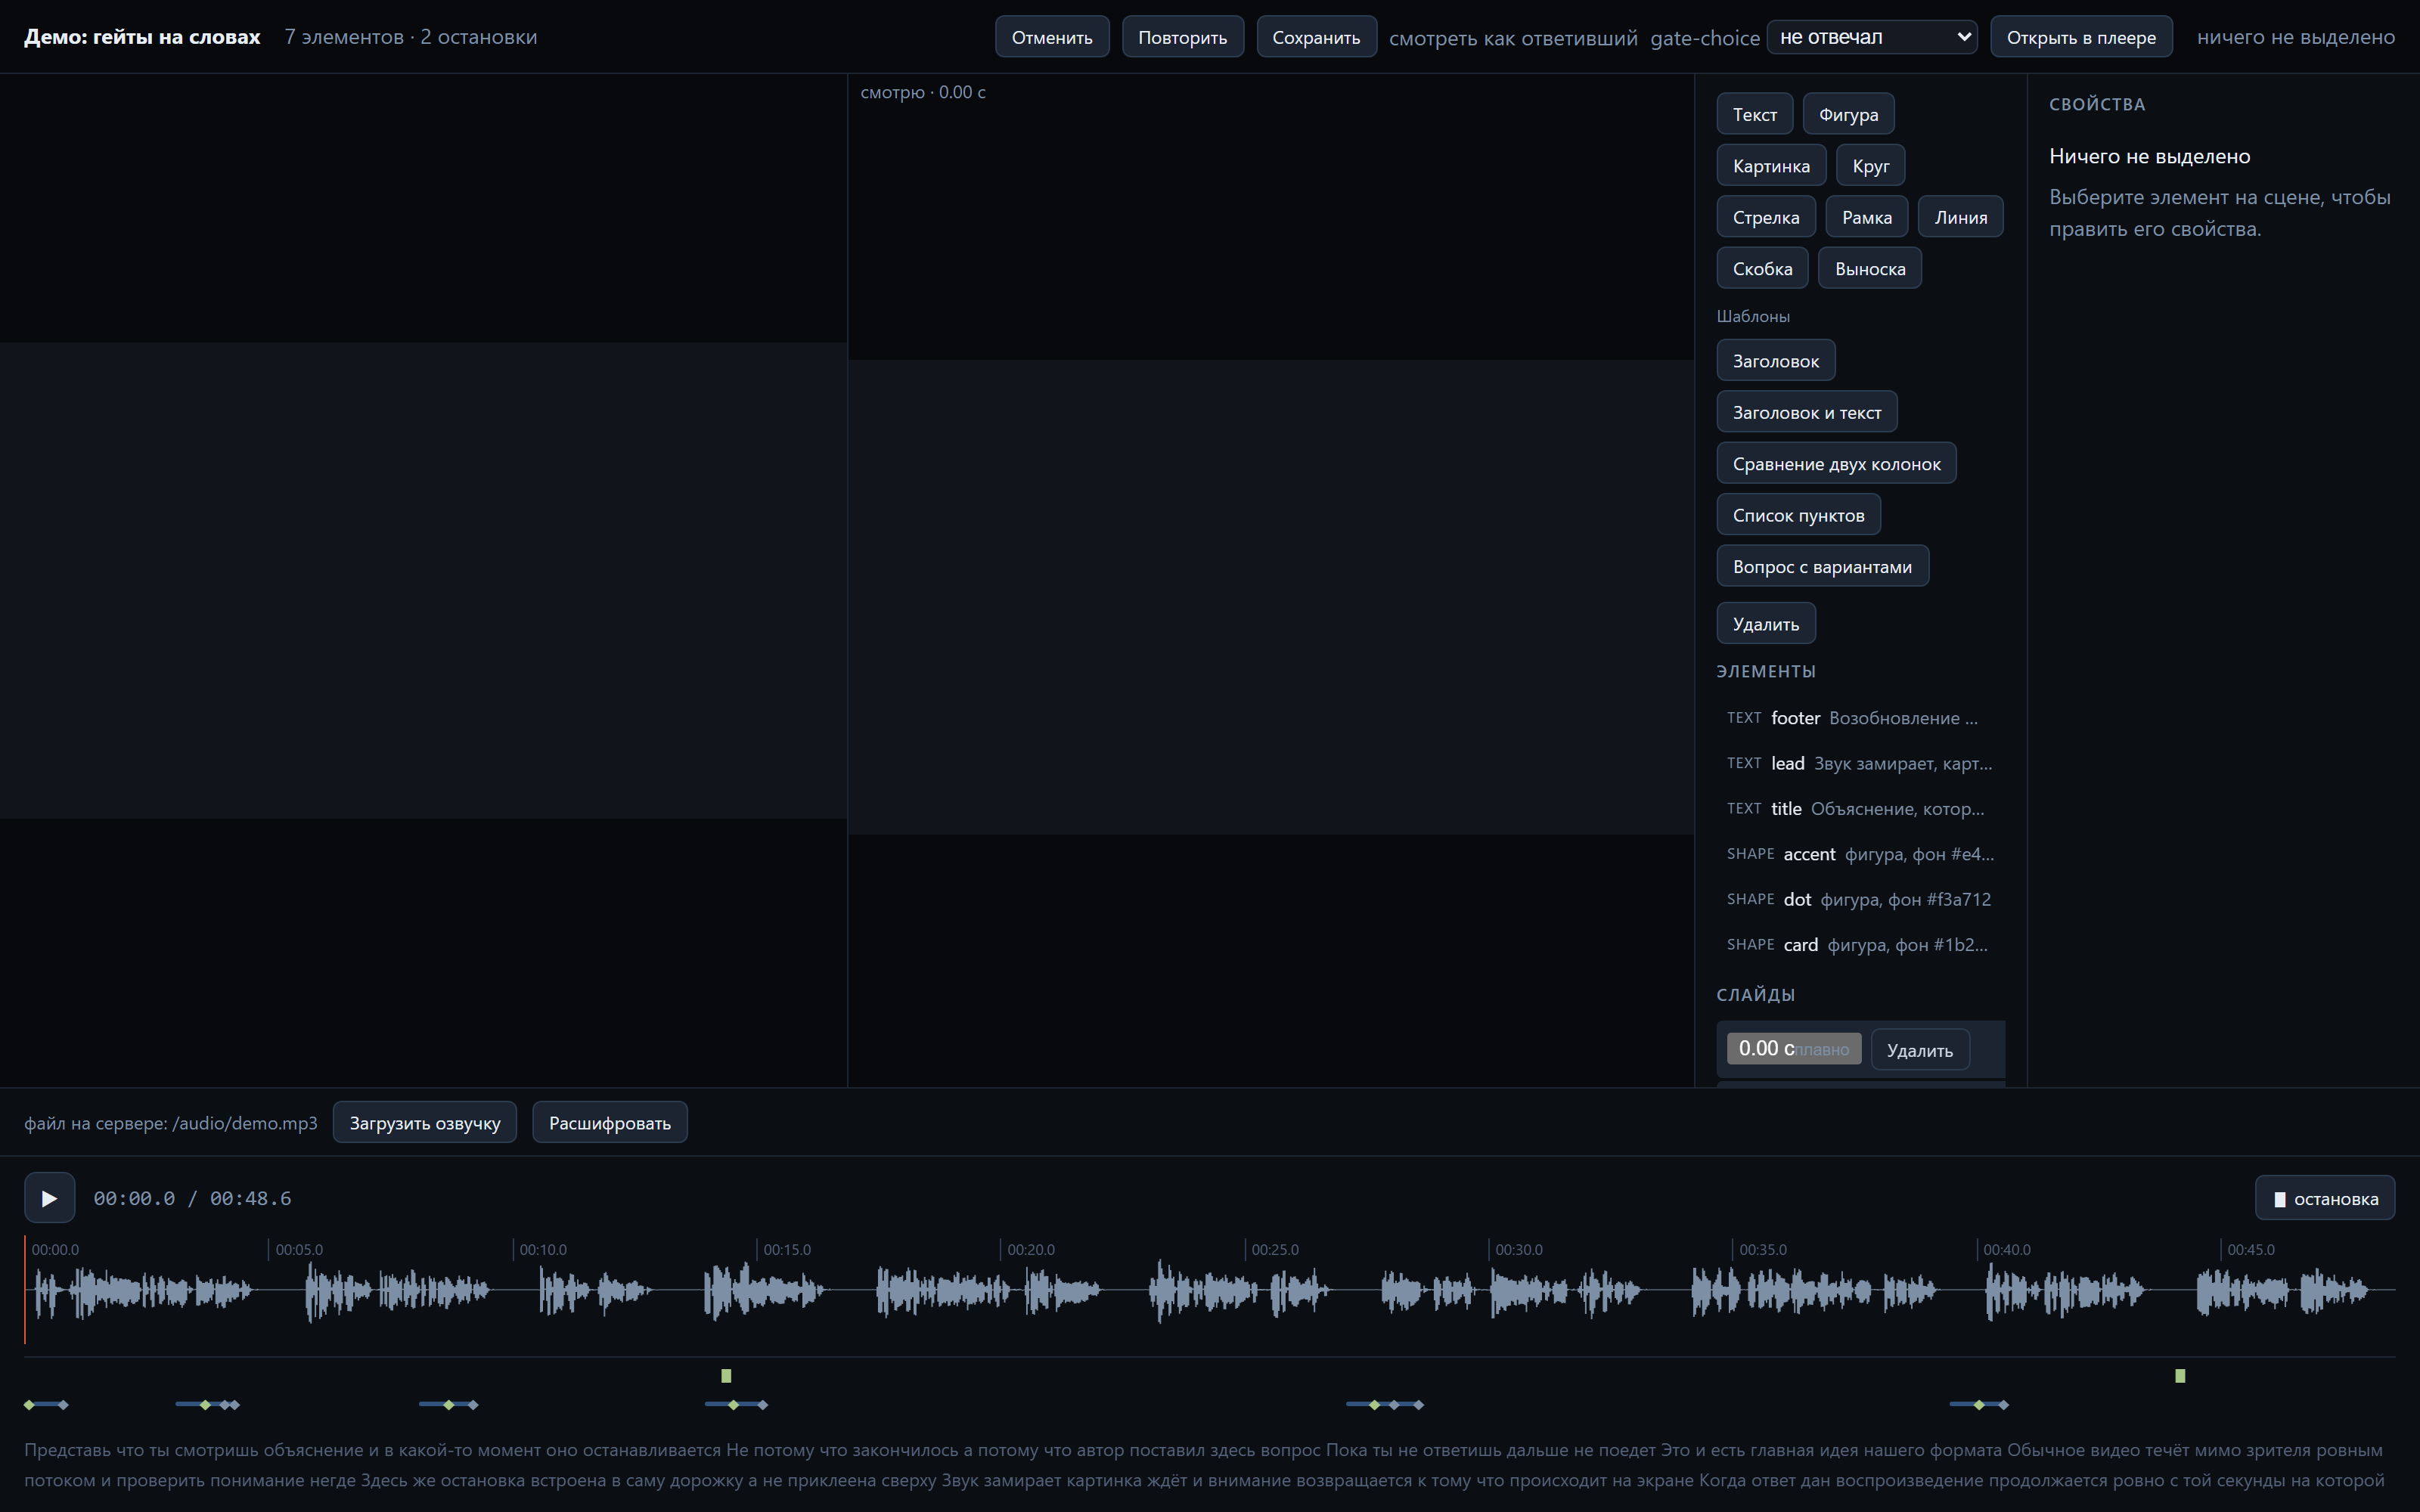 Демо: гейты на словах 7 элементов · 2 остановки Отменить Повторить Сохранить смотреть как ответивший gate-choice не отвечал Открыть в плеере ничего не выделено
смотрю · 0.00 с
Текст Фигура
Картинка Круг
Стрелка Рамка Линия
Скобка Выноска
Шаблоны
Заголовок
Заголовок и текст
Сравнение двух колонок
Список пунктов
Вопрос с вариантами
Удалить
ЭЛЕМЕНТЫ
TEXT footer Возобновление ...
TEXT lead Звук замирает, карт...
TEXT title Объяснение, котор...
SHAPE accent фигура, фон #e4...
SHAPE dot фигура, фон #f3a712
SHAPE card фигура, фон #1b2...
СЛАЙДЫ
0.00 с плавно Удалить
СВОЙСТВА
Ничего не выделено
Выберите элемент на сцене, чтобы
править его свойства.
файл на сервере: /audio/demo.mp3 Загрузить озвучку Расшифровать
00:00.0 / 00:48.6 остановка
00:00.0 00:05.0 00:10.0 00:15.0 00:20.0 00:25.0 00:30.0 00:35.0 00:40.0 00:45.0
Представь что ты смотришь объяснение и в какой-то момент оно останавливается Не потому что закончилось а потому что автор поставил здесь вопрос Пока ты не ответишь дальше не поедет Это и есть главная идея нашего формата Обычное видео течёт мимо зрителя ровным
потоком и проверить понимание негде Здесь же остановка встроена в саму дорожку а не приклеена сверху Звук замирает картинка ждёт и внимание возвращается к тому что происходит на экране Когда ответ дан воспроизведение продолжается ровно с той секунды на которой